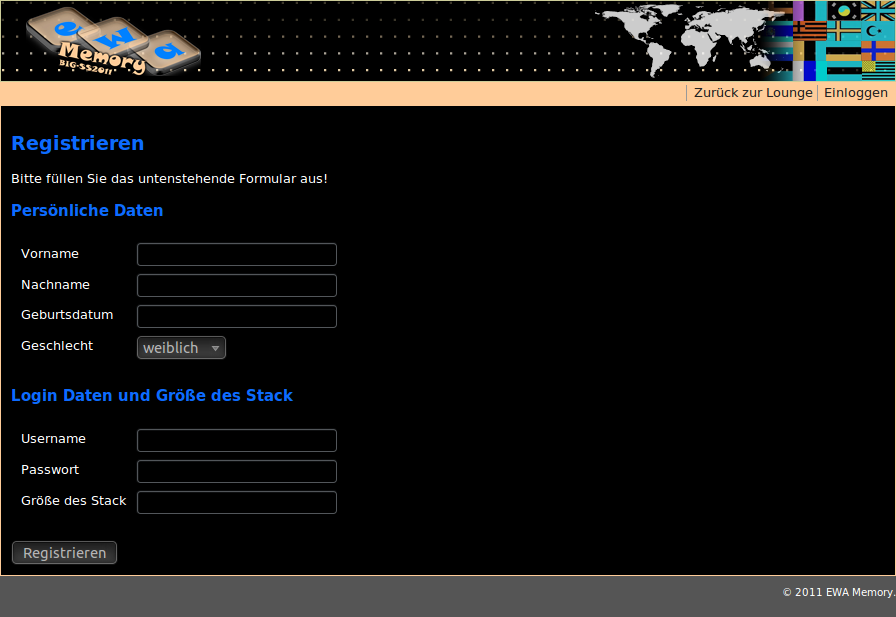 ewa
Memory
BIG-SS2011
Zurück zur Lounge Einloggen
Registrieren
Bitte füllen Sie das untenstehende Formular aus!
Persönliche Daten
Vorname
Nachname
Geburtsdatum
Geschlecht weiblich
Login Daten und Größe des Stack
Username
Passwort
Größe des Stack
Registrieren
© 2011 EWA Memory.